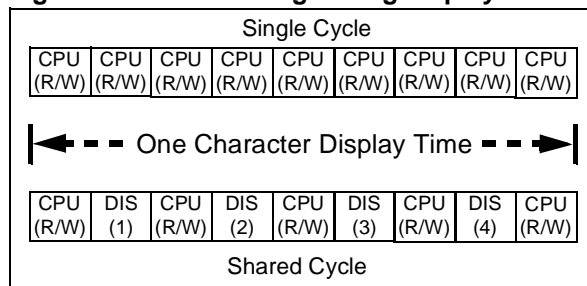 Single Cycle
CPU CPU CPU CPU CPU CPU CPU CPU CPU
(R/W) (R/W) (R/W) (R/W) (R/W) (R/W) (R/W) (R/W) (R/W)
One Character Display Time
CPU DIS CPU DIS CPU DIS CPU DIS CPU
(R/W) (1) (R/W) (2) (R/W) (3) (R/W) (4) (R/W)
Shared Cycle